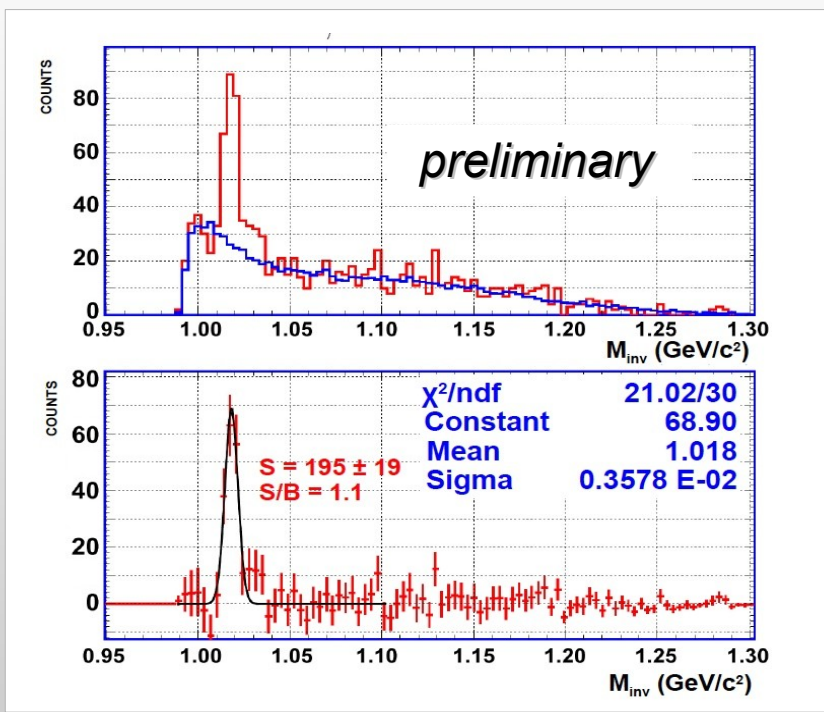 COUNTS
80
60
40
20
0
preliminary
0.95 1.00 1.05 1.10 1.15 1.20 1.25 1.30
M_inv (GeV/c²)
COUNTS
80
60
40
20
0
χ²/ndf 21.02/30
Constant 68.90
Mean 1.018
Sigma 0.3578 E-02
S = 195 ± 19
S/B = 1.1
0.95 1.00 1.05 1.10 1.15 1.20 1.25 1.30
M_inv (GeV/c²)